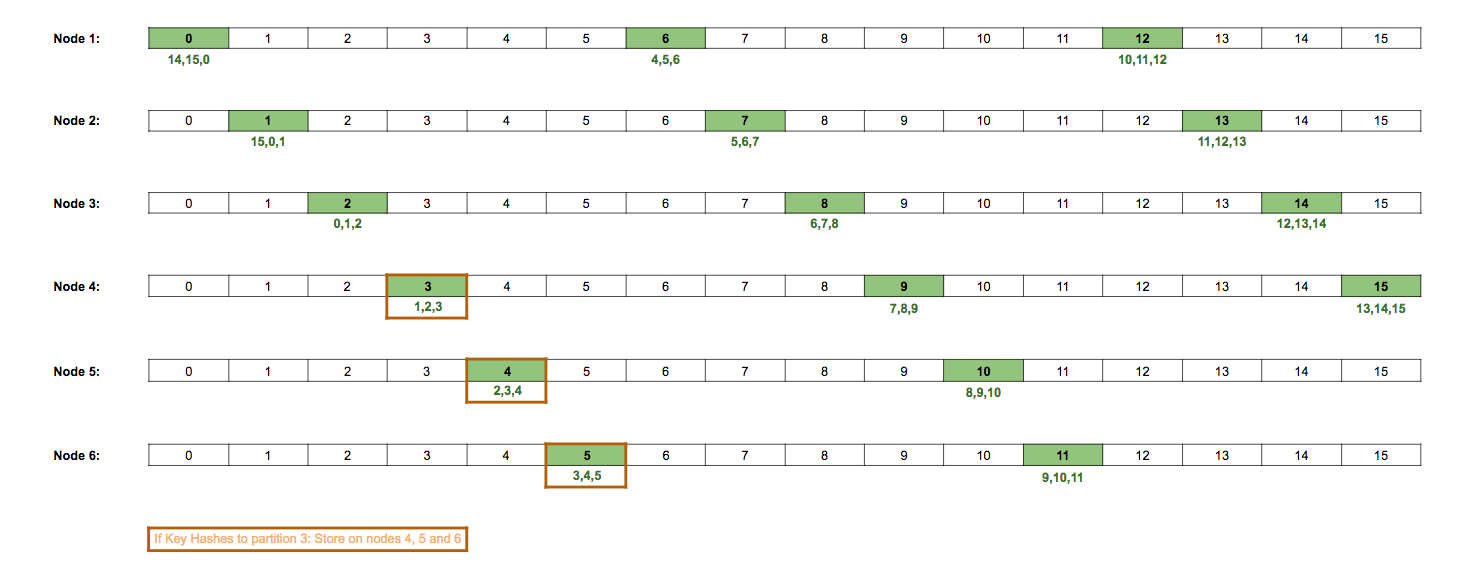 Node 1: 0 1 2 3 4 5 6 7 8 9 10 11 12 13 14 15
14,15,0 4,5,6 10,11,12
Node 2: 0 1 2 3 4 5 6 7 8 9 10 11 12 13 14 15
15,0,1 5,6,7 11,12,13
Node 3: 0 1 2 3 4 5 6 7 8 9 10 11 12 13 14 15
0,1,2 6,7,8 12,13,14
Node 4: 0 1 2 3 4 5 6 7 8 9 10 11 12 13 14 15
1,2,3 7,8,9 13,14,15
Node 5: 0 1 2 3 4 5 6 7 8 9 10 11 12 13 14 15
2,3,4 8,9,10
Node 6: 0 1 2 3 4 5 6 7 8 9 10 11 12 13 14 15
3,4,5 9,10,11
If Key Hashes to partition 3: Store on nodes 4, 5 and 6